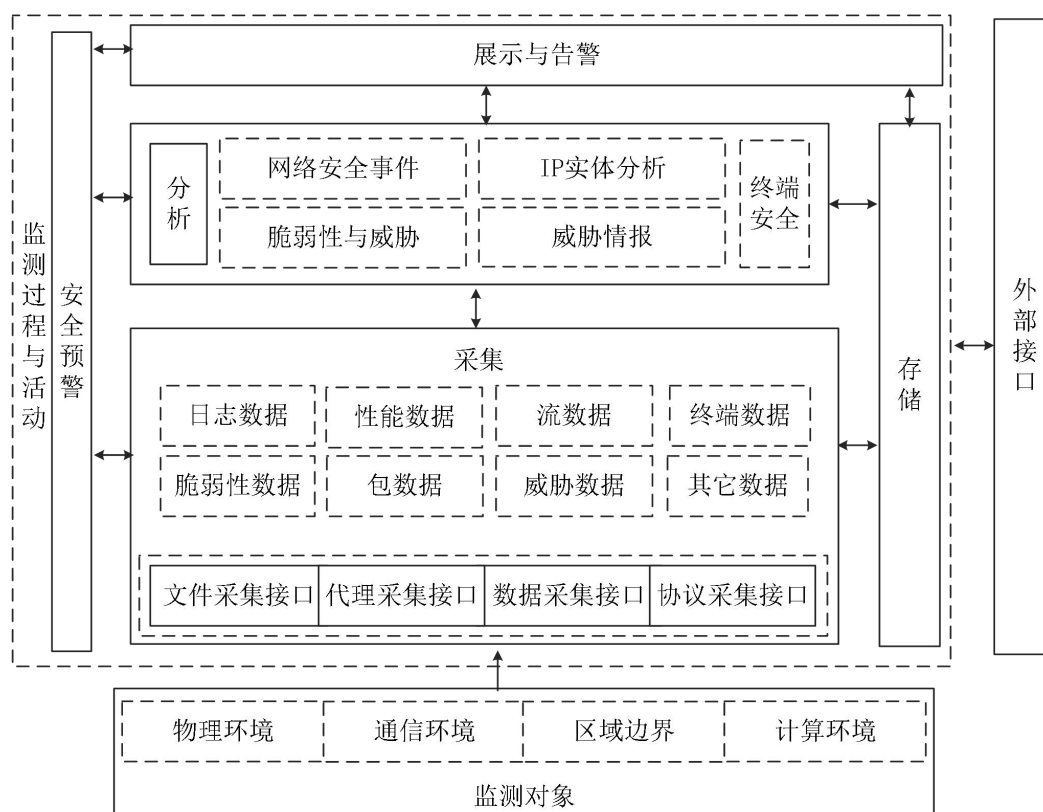 展示与告警
监测过程与活动
安全预警
分析
网络安全事件
IP实体分析
脆弱性与威胁
威胁情报
终端
安全
存储
外部接口
采集
日志数据
性能数据
流数据
终端数据
脆弱性数据
包数据
威胁数据
其它数据
文件采集接口
代理采集接口
数据采集接口
协议采集接口
物理环境
通信环境
区域边界
计算环境
监测对象